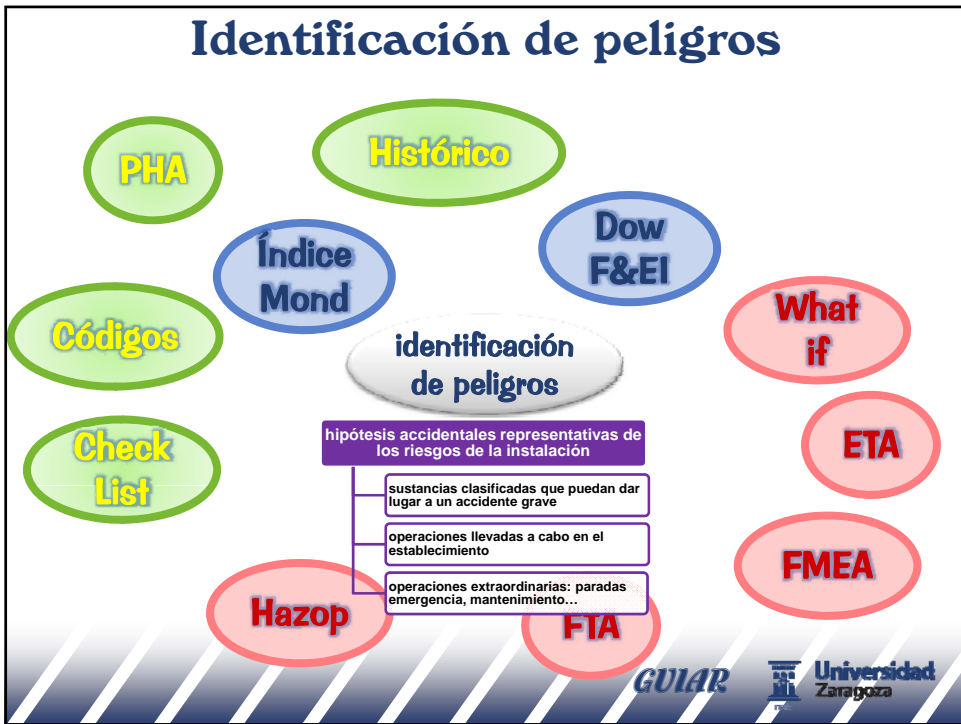 Identificación de peligros
PHA
Histórico
Índice
Mond
Dow
F&EI
Códigos
What
if
identificación
de peligros
Check
List
hipótesis accidentales representativas de
los riesgos de la instalación
ETA
sustancias clasificadas que puedan dar
lugar a un accidente grave
operaciones llevadas a cabo en el
establecimiento
FMEA
operaciones extraordinarias: paradas
emergencia, mantenimiento...
Hazop
FTA
GUIAR
Universidad
Zaragoza